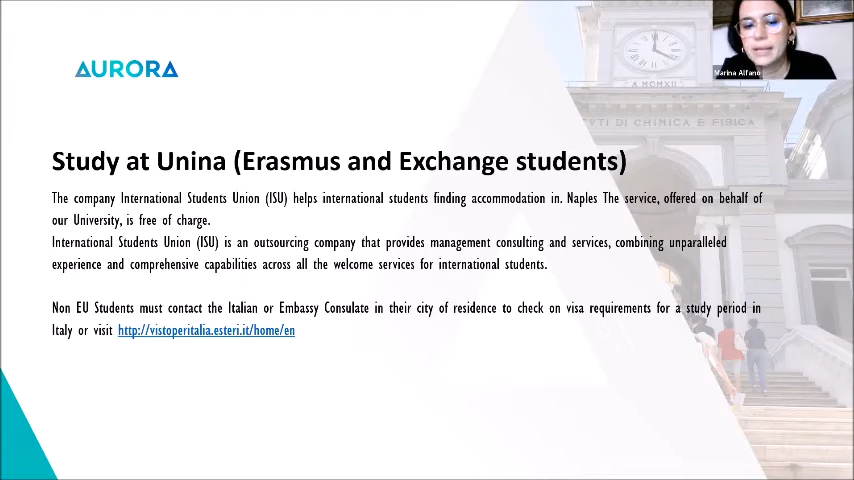 AURORA
Marina Alfano
A MCMXII
TVTI DI CHIMICA E FISICA
Study at Unina (Erasmus and Exchange students)
The company International Students Union (ISU) helps international students finding accommodation in. Naples The service, offered on behalf of
our University, is free of charge.
International Students Union (ISU) is an outsourcing company that provides management consulting and services, combining unparalleled
experience and comprehensive capabilities across all the welcome services for international students.
Non EU Students must contact the Italian or Embassy Consulate in their city of residence to check on visa requirements for a study period in
Italy or visit http://vistoperitalia.esteri.it/home/en